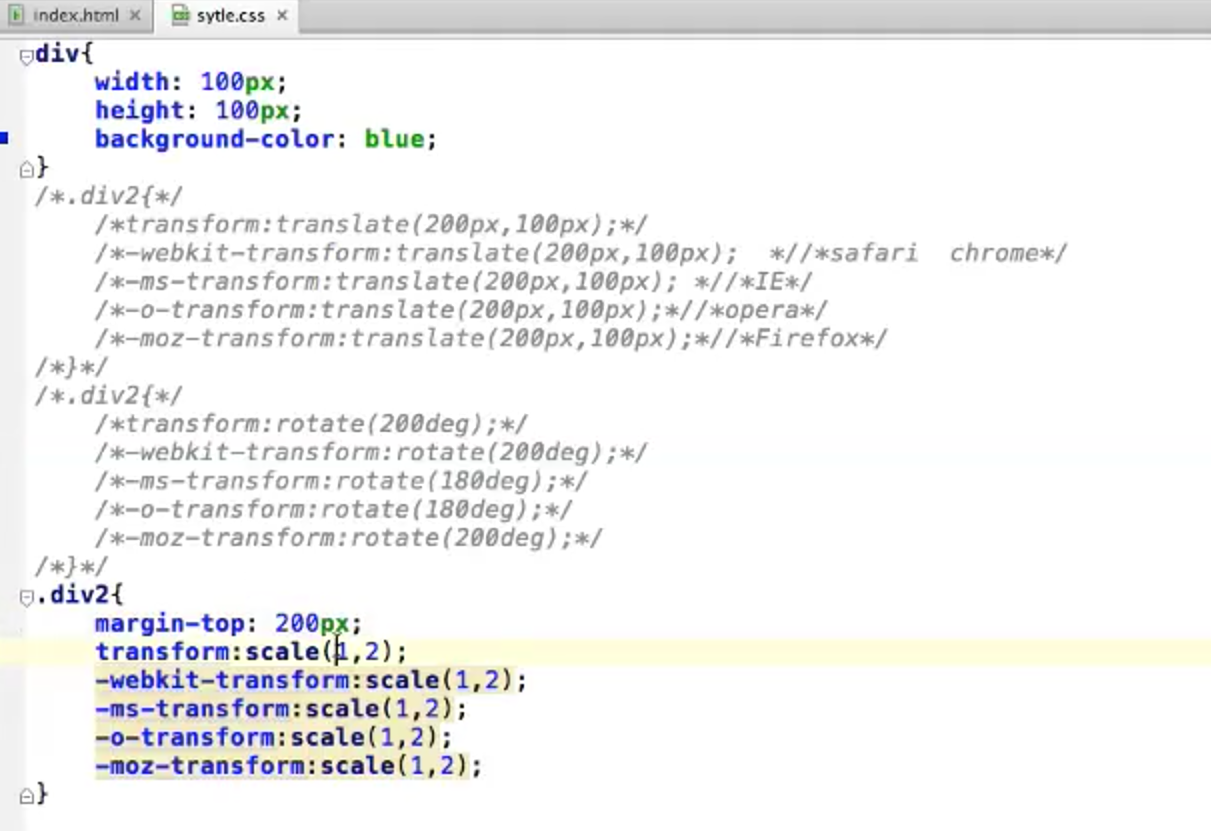 index.html
sytle.css
div{
    width: 100px;
    height: 100px;
    background-color: blue;
}
/*.div2{*/
    /*transform:translate(200px,100px);*/
    /*-webkit-transform:translate(200px,100px);  *//*safari  chrome*/
    /*-ms-transform:translate(200px,100px); *//*IE*/
    /*-o-transform:translate(200px,100px);*//*opera*/
    /*-moz-transform:translate(200px,100px);*//*Firefox*/
/*}*/
/*.div2{*/
    /*transform:rotate(200deg);*/
    /*-webkit-transform:rotate(200deg);*/
    /*-ms-transform:rotate(180deg);*/
    /*-o-transform:rotate(180deg);*/
    /*-moz-transform:rotate(200deg);*/
/*}*/
.div2{
    margin-top: 200px;
    transform:scale(1,2);
    -webkit-transform:scale(1,2);
    -ms-transform:scale(1,2);
    -o-transform:scale(1,2);
    -moz-transform:scale(1,2);
}